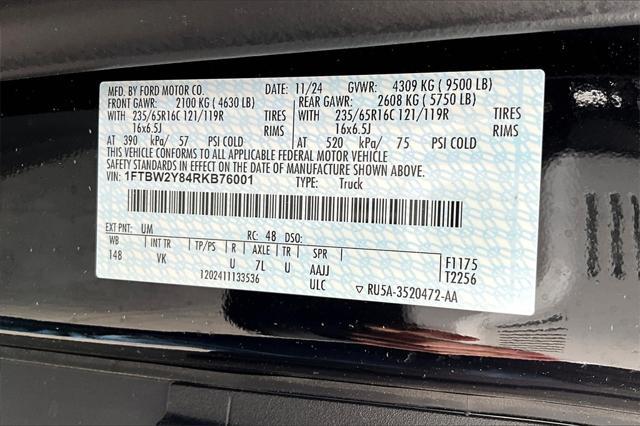 MFD. BY FORD MOTOR CO. 11/24 GVWR: 4309 KG ( 9500 LB)
FRONT GAWR: 2100 KG ( 4630 LB) REAR GAWR: 2608 KG ( 5750 LB)
WITH 235/65R16C 121/119R TIRES WITH 235/65R16C 121/119R TIRES
16x6.5J RIMS 16x6.5J RIMS
AT 390 kPa/ 57 PSI COLD AT 520 kPa/ 75 PSI COLD
THIS VEHICLE CONFORMS TO ALL APPLICABLE FEDERAL MOTOR VEHICLE
SAFETY STANDARDS IN EFFECT ON THE DATE OF MANUFACTURE SHOWN ABOVE.
VIN: 1FTBW2Y84RKB76001 TYPE: Truck
EXT PNT: UM RC: 48 DSO:
WB INT TR TP/PS R AXLE TR SPR F1175
148 VK U 7L U AAJJ T2256
1202411133536 ULC ▽ RU5A-3520472-AA